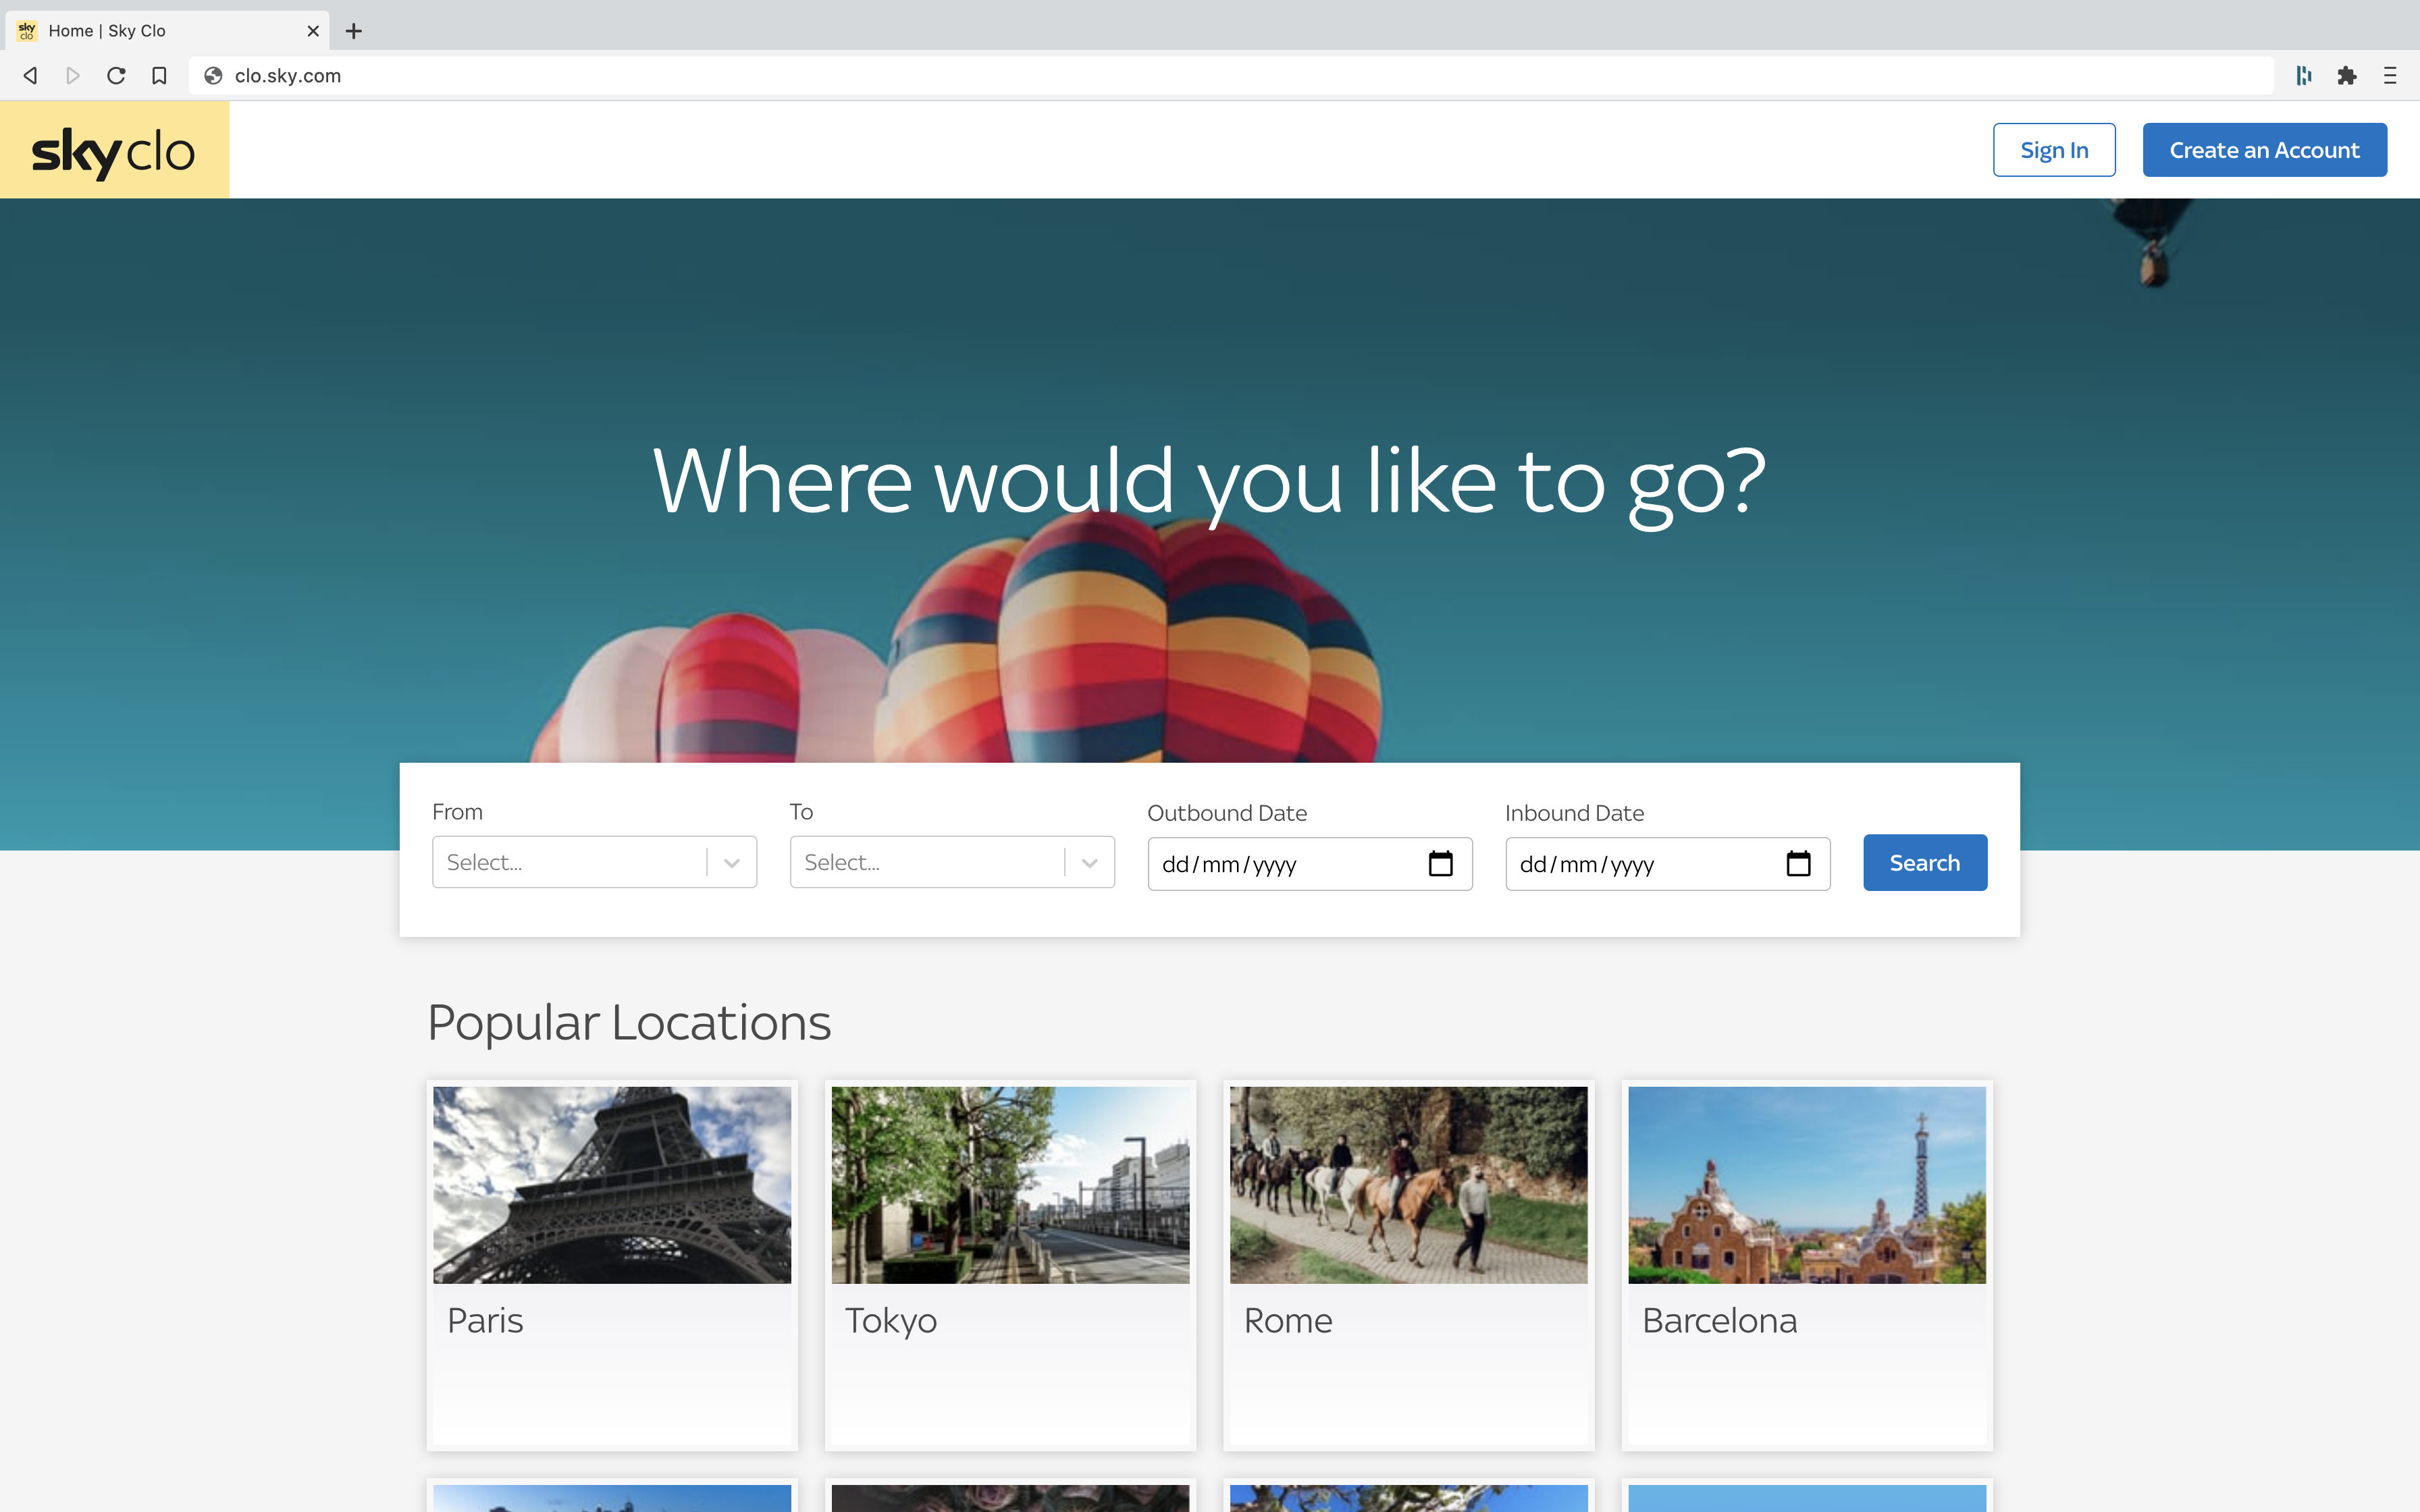 sky
clo
Home | Sky Clo
clo.sky.com
sky clo
Sign In
Create an Account
Where would you like to go?
From
To
Outbound Date
Inbound Date
Select...
Select...
dd/mm/yyyy
dd/mm/yyyy
Search
Popular Locations
Paris
Tokyo
Rome
Barcelona